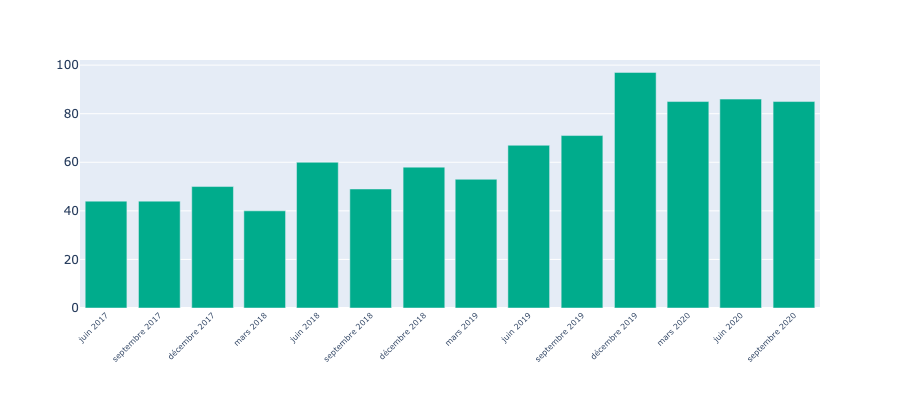 100
80
60
40
20
0
juin 2017
septembre 2017
décembre 2017
mars 2018
juin 2018
septembre 2018
décembre 2018
mars 2019
juin 2019
septembre 2019
décembre 2019
mars 2020
juin 2020
septembre 2020